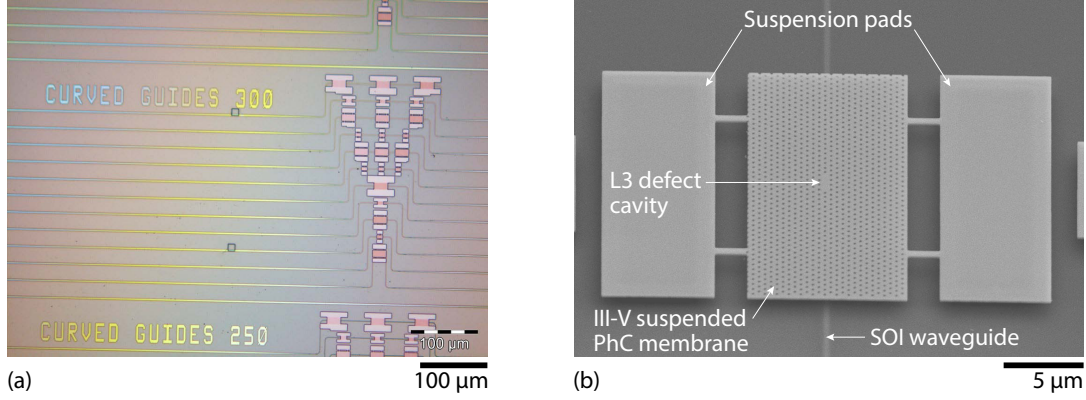 CURVED GUIDES 300
CURVED GUIDES 250
100 µm
(a)
100 µm
Suspension pads
L3 defect
cavity
III-V suspended
PhC membrane
SOI waveguide
(b)
5 µm